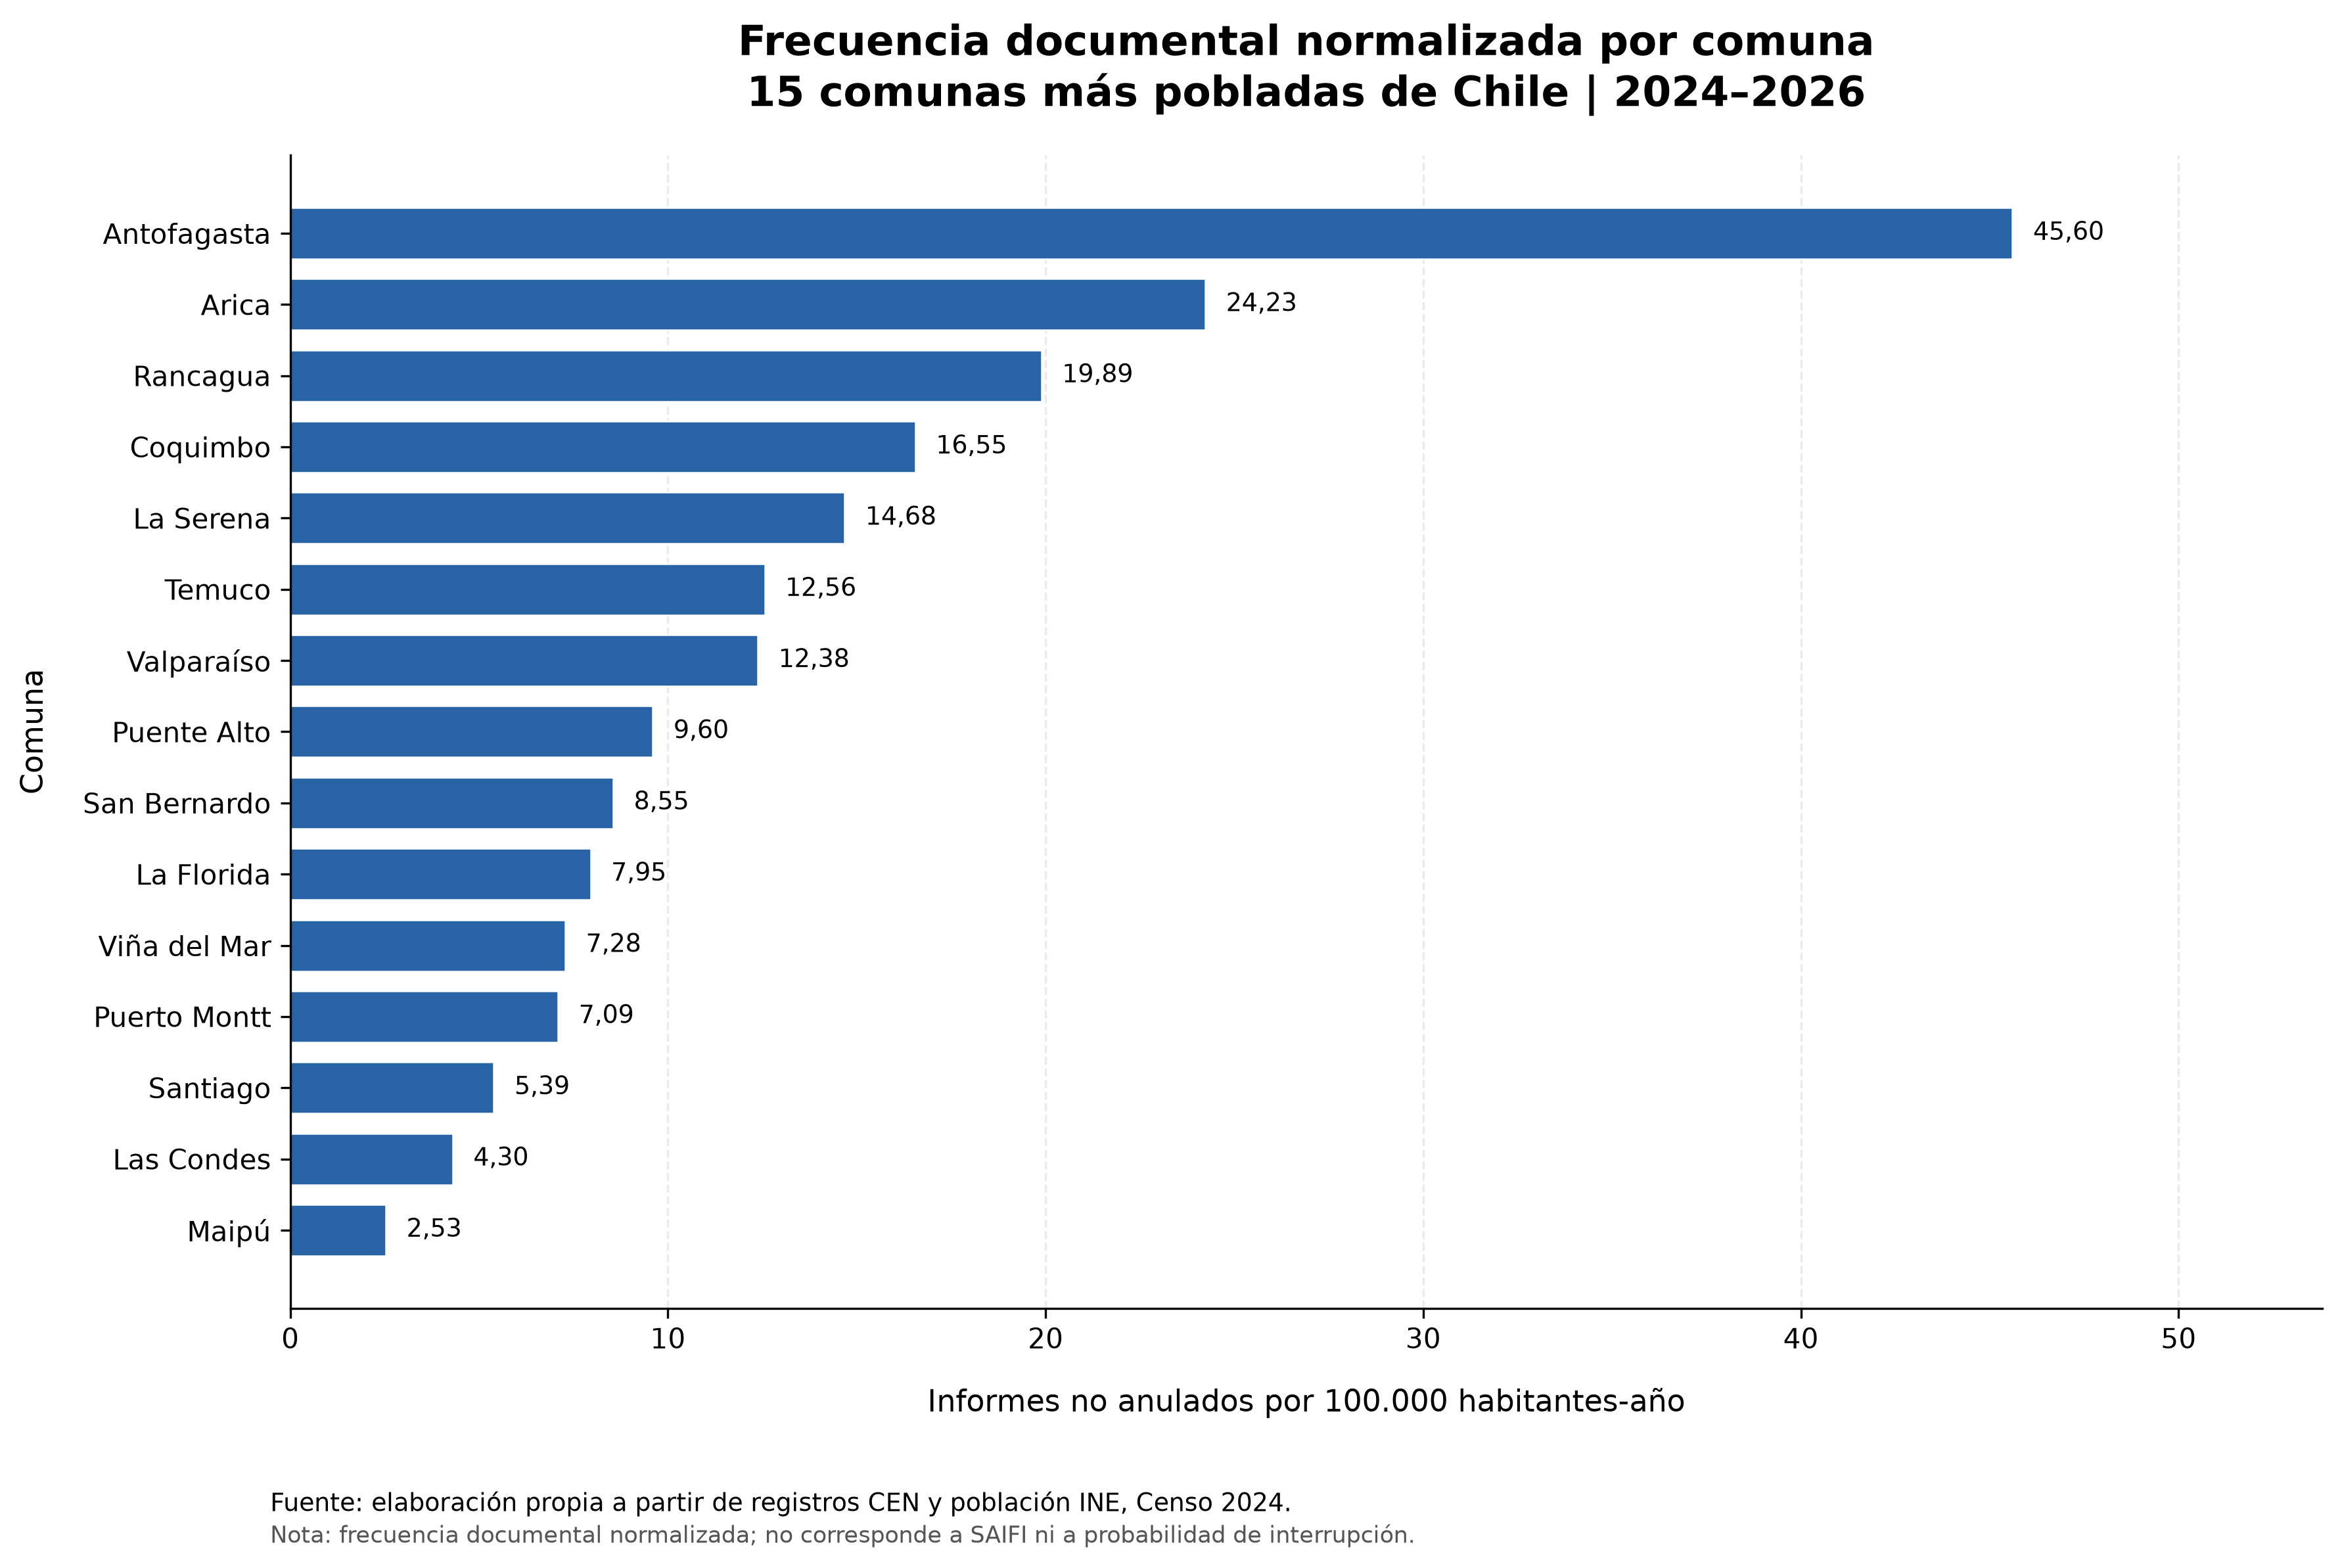 Frecuencia documental normalizada por comuna
15 comunas más pobladas de Chile | 2024–2026
Comuna
Antofagasta 45,60
Arica 24,23
Rancagua 19,89
Coquimbo 16,55
La Serena 14,68
Temuco 12,56
Valparaíso 12,38
Puente Alto 9,60
San Bernardo 8,55
La Florida 7,95
Viña del Mar 7,28
Puerto Montt 7,09
Santiago 5,39
Las Condes 4,30
Maipú 2,53
0 10 20 30 40 50
Informes no anulados por 100.000 habitantes-año
Fuente: elaboración propia a partir de registros CEN y población INE, Censo 2024.
Nota: frecuencia documental normalizada; no corresponde a SAIFI ni a probabilidad de interrupción.